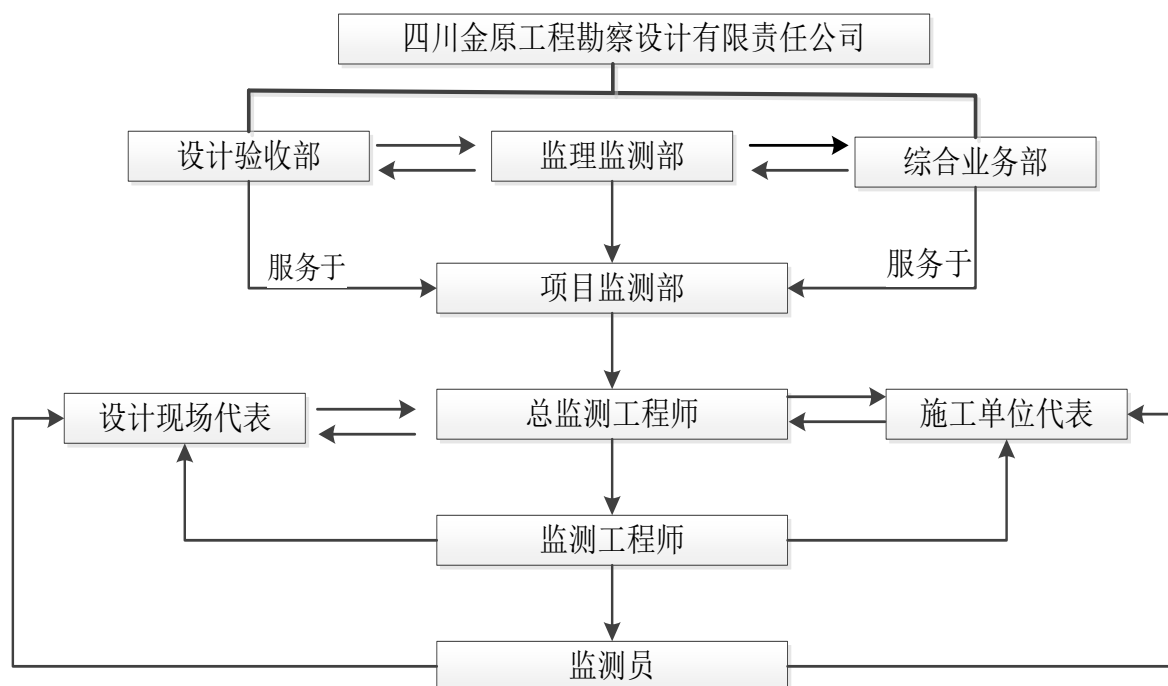 四川金原工程勘察设计有限责任公司
设计验收部
监理监测部
综合业务部
服务于
服务于
项目监测部
设计现场代表
总监测工程师
施工单位代表
监测工程师
监测员